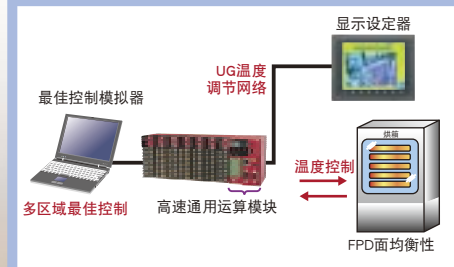 显示设定器
UG温度
调节网络
最佳控制模拟器
烘箱
温度控制
多区域最佳控制
高速通用运算模块
FPD面均衡性